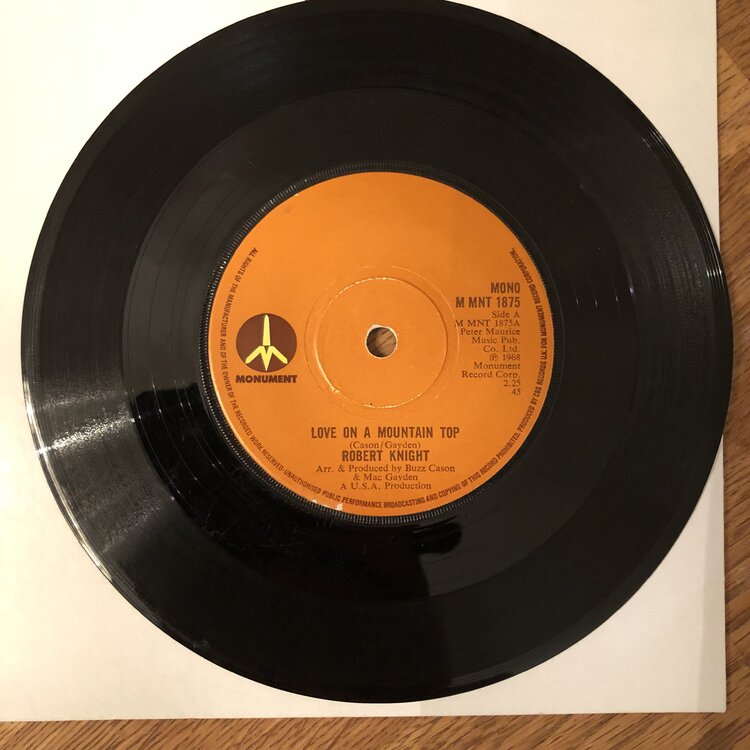 MONO
M MNT 1875
Side A
M MNT 1875A
Peter Maurice
Music Pub.
Co. Ltd.
℗ 1968
Monument
Record Corp.
2.25
45
MONUMENT
LOVE ON A MOUNTAIN TOP
(Cason/Gayden)
ROBERT KNIGHT
Arr. & Produced by Buzz Cason
& Mac Gayden
A U.S.A. Production
ALL RIGHTS OF THE MANUFACTURER AND OF THE OWNER OF THE RECORDED WORK RESERVED·UNAUTHORISED PUBLIC PERFORMANCE BROADCASTING AND COPYING OF THIS RECORD PROHIBITED. PRODUCED BY CBS RECORDS U.K. FOR MONUMENT RECORD CORPORATION.